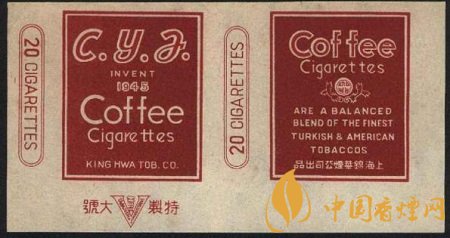 20 CIGARETTES
C.Y.J.
INVENT
1945
Coffee
Cigarettes
KING HWA TOB. CO.
特製大號
20 CIGARETTES
Coffee
Cigarettes
ARE A BALANCED
BLEND OF THE FINEST
TURKISH & AMERICAN
TOBACCOS
上海錦華煙公司出品
中国香烟网